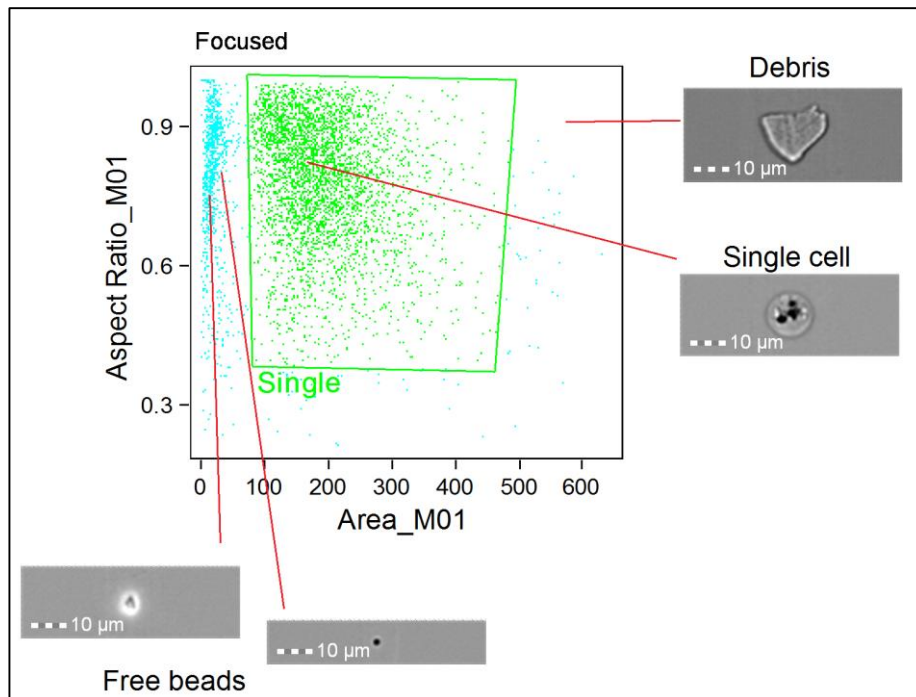 Focused
Debris
10 µm
Single cell
10 µm
Aspect Ratio_M01
0.9
0.6
0.3
Single
0
100
200
300
400
500
600
Area_M01
10 µm
10 µm
Free beads